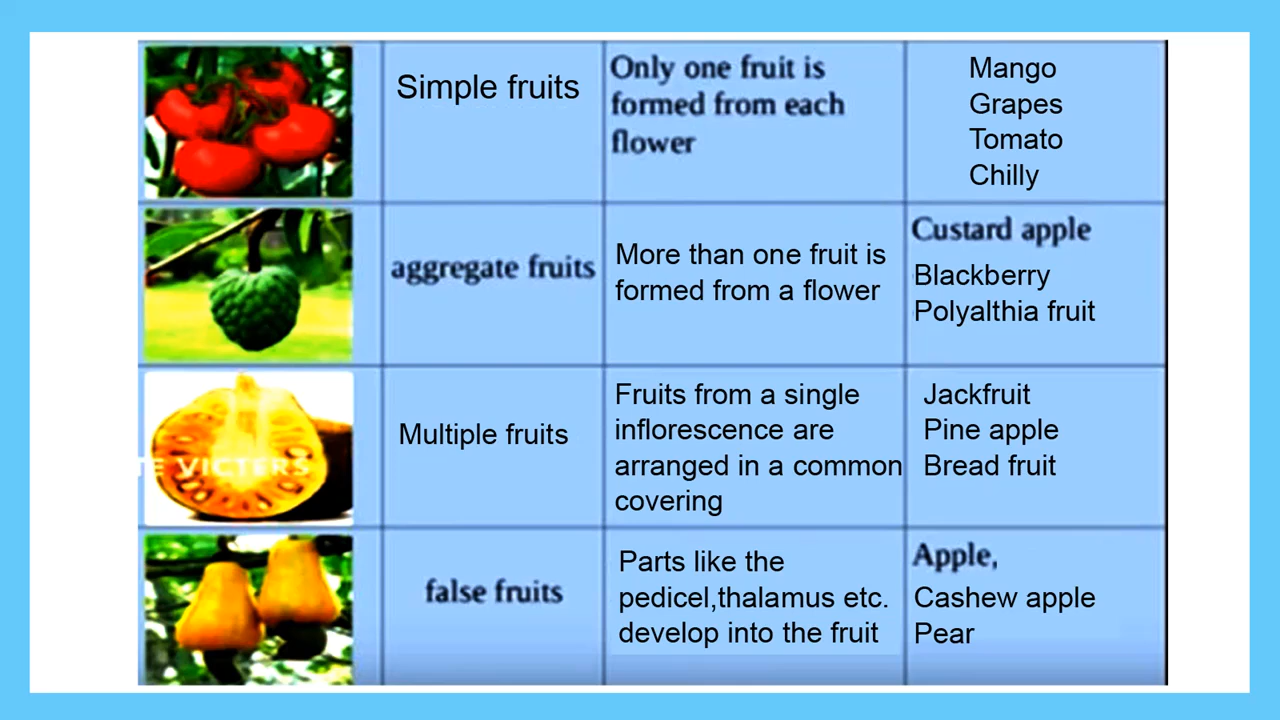 Simple fruits
Only one fruit is
formed from each
flower
Mango
Grapes
Tomato
Chilly
aggregate fruits
More than one fruit is
formed from a flower
Custard apple
Blackberry
Polyalthia fruit
TE VICTERS
Multiple fruits
Fruits from a single
inflorescence are
arranged in a common
covering
Jackfruit
Pine apple
Bread fruit
false fruits
Parts like the
pedicel,thalamus etc.
develop into the fruit
Apple,
Cashew apple
Pear